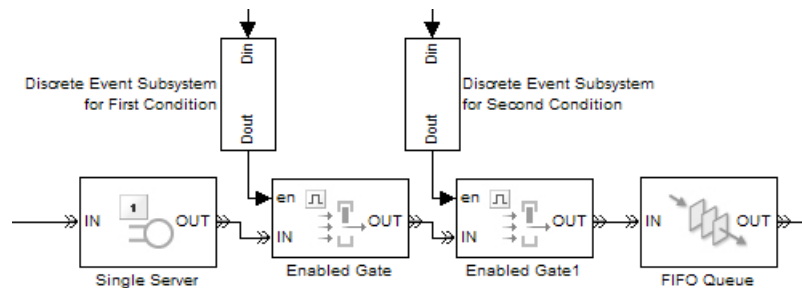 Din
Din
Discrete Event Subsystem
for First Condition
Discrete Event Subsystem
for Second Condition
Dout
Dout
IN
1
OUT
en
IN
OUT
en
IN
OUT
IN
OUT
Single Server
Enabled Gate
Enabled Gate1
FIFO Queue